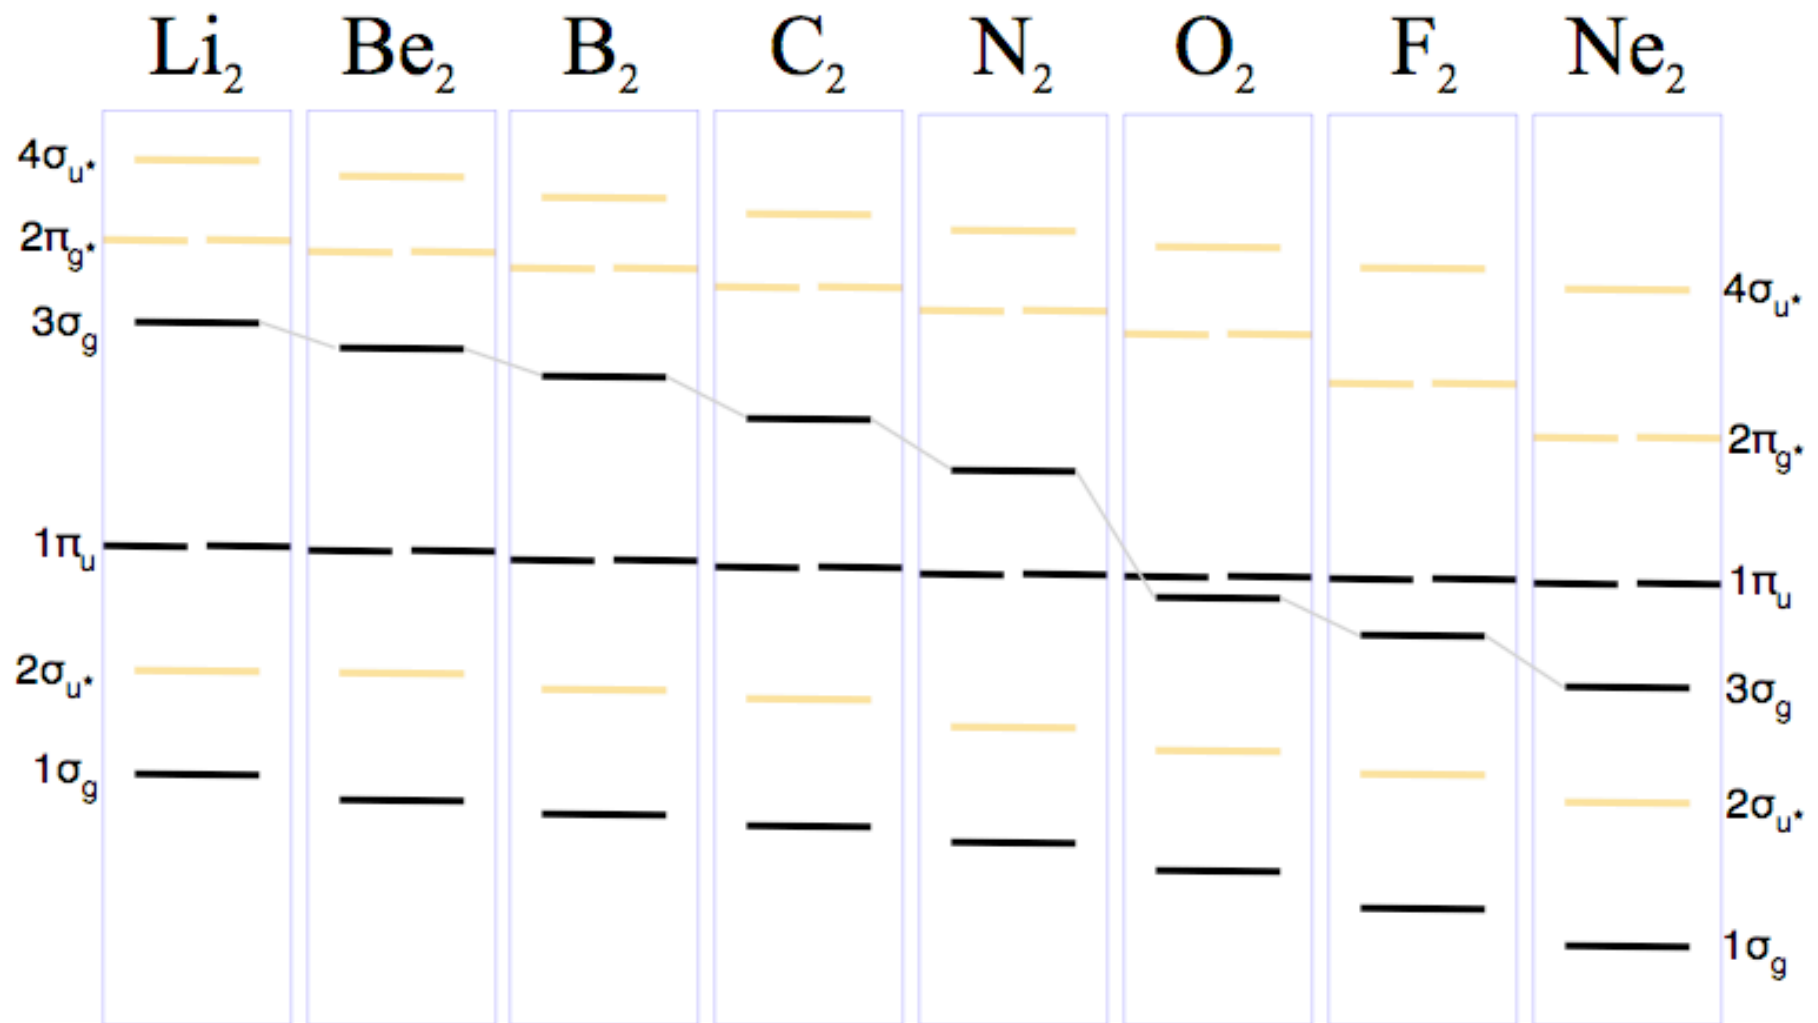 Li₂ Be₂ B₂ C₂ N₂ O₂ F₂ Ne₂
4σᵤ*
2πg*
3σg
1πᵤ
2σᵤ*
1σg
4σᵤ*
2πg*
1πᵤ
3σg
2σᵤ*
1σg